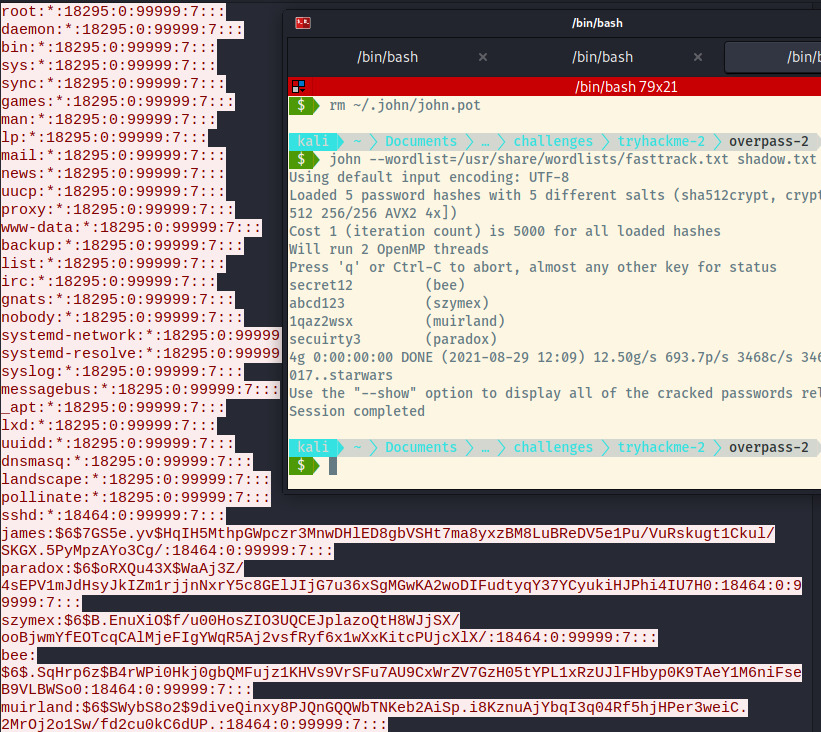 root:*:18295:0:99999:7:::
daemon:*:18295:0:99999:7:::
bin:*:18295:0:99999:7:::
sys:*:18295:0:99999:7:::
sync:*:18295:0:99999:7:::
games:*:18295:0:99999:7:::
man:*:18295:0:99999:7:::
lp:*:18295:0:99999:7:::
mail:*:18295:0:99999:7:::
news:*:18295:0:99999:7:::
uucp:*:18295:0:99999:7:::
proxy:*:18295:0:99999:7:::
www-data:*:18295:0:99999:7:::
backup:*:18295:0:99999:7:::
list:*:18295:0:99999:7:::
irc:*:18295:0:99999:7:::
gnats:*:18295:0:99999:7:::
nobody:*:18295:0:99999:7:::
systemd-network:*:18295:0:99999
systemd-resolve:*:18295:0:99999
syslog:*:18295:0:99999:7:::
messagebus:*:18295:0:99999:7:::
_apt:*:18295:0:99999:7:::
lxd:*:18295:0:99999:7:::
uuidd:*:18295:0:99999:7:::
dnsmasq:*:18295:0:99999:7:::
landscape:*:18295:0:99999:7:::
pollinate:*:18295:0:99999:7:::
sshd:*:18464:0:99999:7:::
james:$6$7GS5e.yv$HqIH5MthpGWpczr3MnwDHlED8gbVSHt7ma8yxzBM8LuBReDV5e1Pu/VuRskugt1Ckul/
SKGX.5PyMpzAYo3Cg/:18464:0:99999:7:::
paradox:$6$oRXQu43X$WaAj3Z/
4sEPV1mJdHsyJkIZm1rjjnNxrY5c8GElJIjG7u36xSgMGwKA2woDIFudtyqY37YCyukiHJPhi4IU7H0:18464:0:9
9999:7:::
szymex:$6$B.EnuXiO$f/u00HosZIO3UQCEJplazoQtH8WJjSX/
ooBjwmYfEOTcqCAlMjeFIgYWqR5Aj2vsfRyf6x1wXxKitcPUjcXlX/:18464:0:99999:7:::
bee:
$6$.SqHrp6z$B4rWPi0Hkj0gbQMFujz1KHVs9VrSFu7AU9CxWrZV7GzH05tYPL1xRzUJlFHbyp0K9TAeY1M6niFse
B9VLBWSo0:18464:0:99999:7:::
muirland:$6$SWybS8o2$9diveQinxy8PJQnGQQWbTNKeb2AiSp.i8KznuAjYbqI3q04Rf5hjHPer3weiC.
2MrOj2o1Sw/fd2cu0kC6dUP.:18464:0:99999:7:::
/bin/bash
/bin/bash × /bin/bash × /bin/b
/bin/bash 79x21
$ rm ~/.john/john.pot
kali ~ Documents … challenges tryhackme-2 overpass-2
$ john --wordlist=/usr/share/wordlists/fasttrack.txt shadow.txt
Using default input encoding: UTF-8
Loaded 5 password hashes with 5 different salts (sha512crypt, crypt
512 256/256 AVX2 4x])
Cost 1 (iteration count) is 5000 for all loaded hashes
Will run 2 OpenMP threads
Press 'q' or Ctrl-C to abort, almost any other key for status
secret12 (bee)
abcd123 (szymex)
1qaz2wsx (muirland)
secuirty3 (paradox)
4g 0:00:00:00 DONE (2021-08-29 12:09) 12.50g/s 693.7p/s 3468c/s 346
017..starwars
Use the "--show" option to display all of the cracked passwords rel
Session completed
kali ~ Documents … challenges tryhackme-2 overpass-2
$